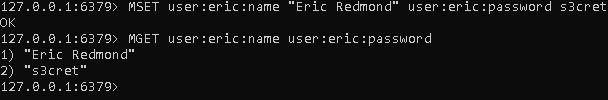 127.0.0.1:6379> MSET user:eric:name "Eric Redmond" user:eric:password s3cret
OK
127.0.0.1:6379> MGET user:eric:name user:eric:password
1) "Eric Redmond"
2) "s3cret"
127.0.0.1:6379>